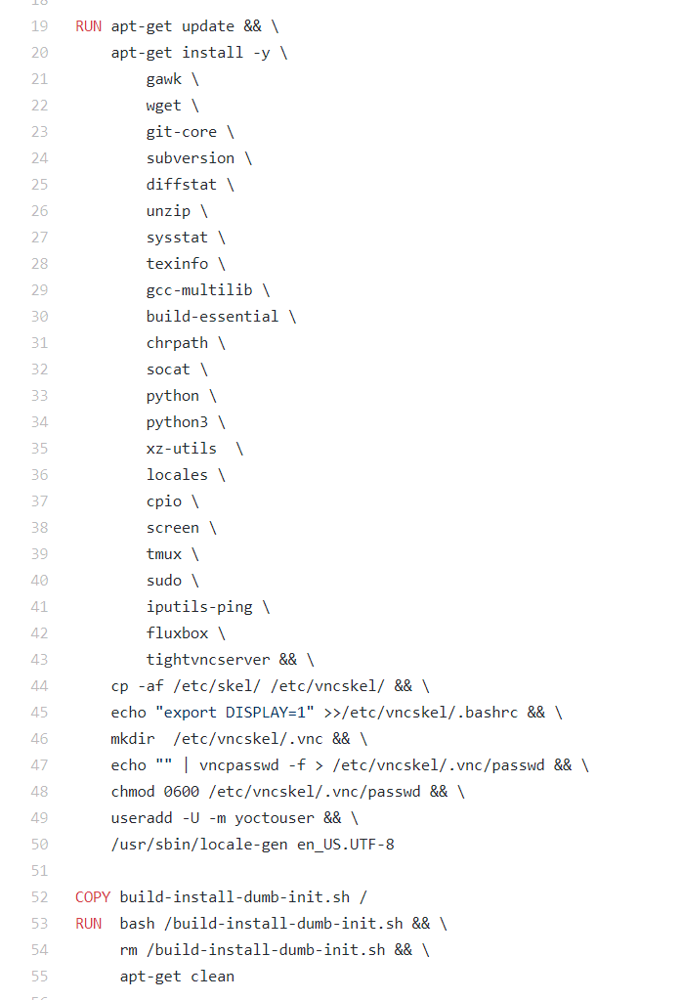 19 RUN apt-get update && \
20 apt-get install -y \
21 gawk \
22 wget \
23 git-core \
24 subversion \
25 diffstat \
26 unzip \
27 sysstat \
28 texinfo \
29 gcc-multilib \
30 build-essential \
31 chrpath \
32 socat \
33 python \
34 python3 \
35 xz-utils  \
36 locales \
37 cpio \
38 screen \
39 tmux \
40 sudo \
41 iputils-ping \
42 fluxbox \
43 tightvncserver && \
44 cp -af /etc/skel/ /etc/vncskel/ && \
45 echo "export DISPLAY=1" >>/etc/vncskel/.bashrc && \
46 mkdir  /etc/vncskel/.vnc && \
47 echo "" | vncpasswd -f > /etc/vncskel/.vnc/passwd && \
48 chmod 0600 /etc/vncskel/.vnc/passwd && \
49 useradd -U -m yoctouser && \
50 /usr/sbin/locale-gen en_US.UTF-8
51
52 COPY build-install-dumb-init.sh /
53 RUN  bash /build-install-dumb-init.sh && \
54 rm /build-install-dumb-init.sh && \
55 apt-get clean